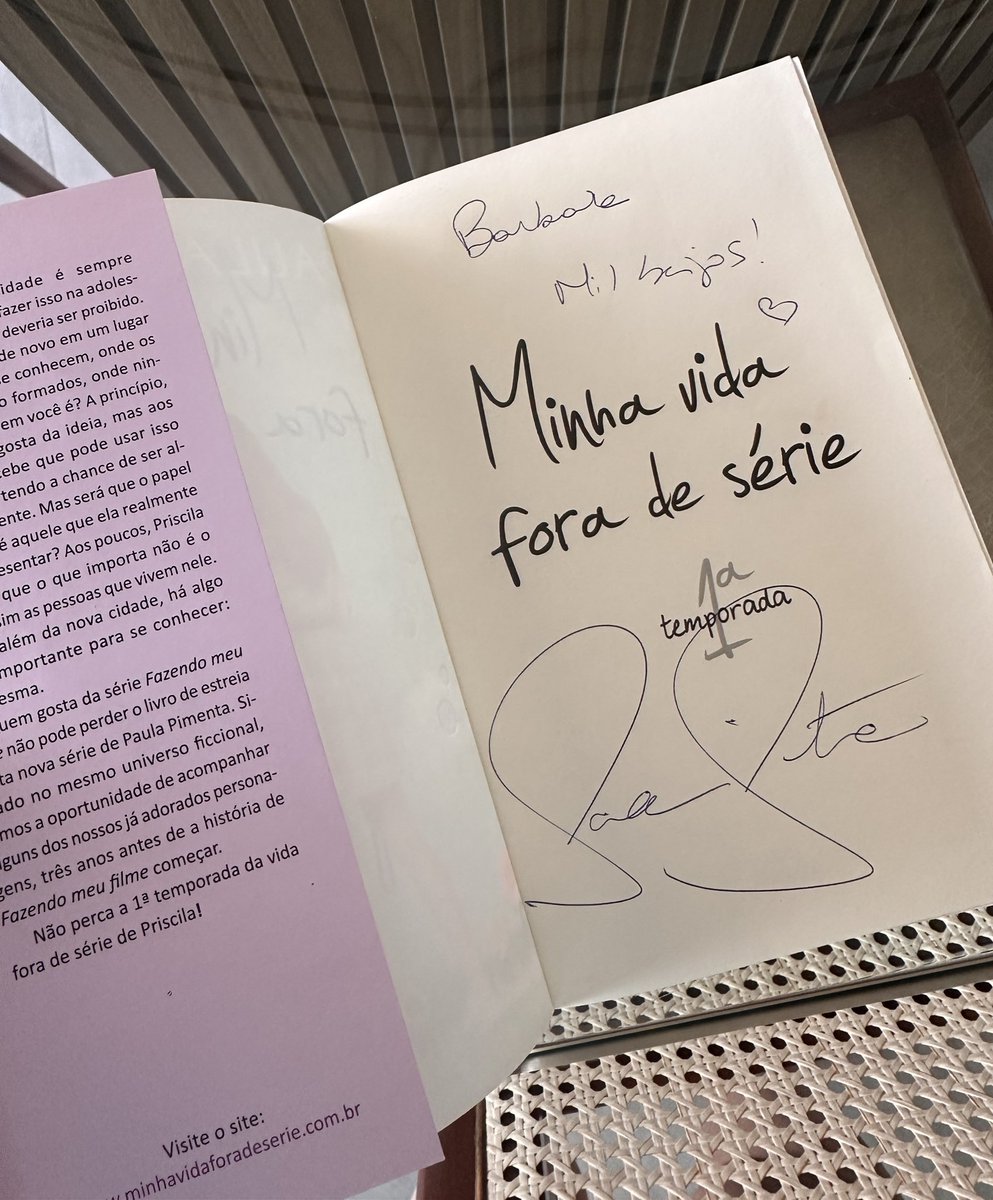 idade é sempre
fazer isso na adoles-
deveria ser proibido.
de novo em um lugar
se conhecem, onde os
o formados, onde nin-
em você é? A princípio,
gosta da ideia, mas aos
cebe que pode usar isso
tendo a chance de ser al-
ente. Mas será que o papel
é aquele que ela realmente
esentar? Aos poucos, Priscila
que o que importa não é o
sim as pessoas que vivem nele.
além da nova cidade, há algo
mportante para se conhecer:
esma.
uem gosta da série Fazendo meu
não pode perder o livro de estreia
ta nova série de Paula Pimenta. Si-
ado no mesmo universo ficcional,
mos a oportunidade de acompanhar
lguns dos nossos já adorados persona-
gens, três anos antes de a história de
Fazendo meu filme começar.
Não perca a 1ª temporada da vida
fora de série de Priscila!
Visite o site:
w.minhavidaforadeserie.com.br
Barbara
Mil beijos!
Minha vida
fora de série
1ª
temporada